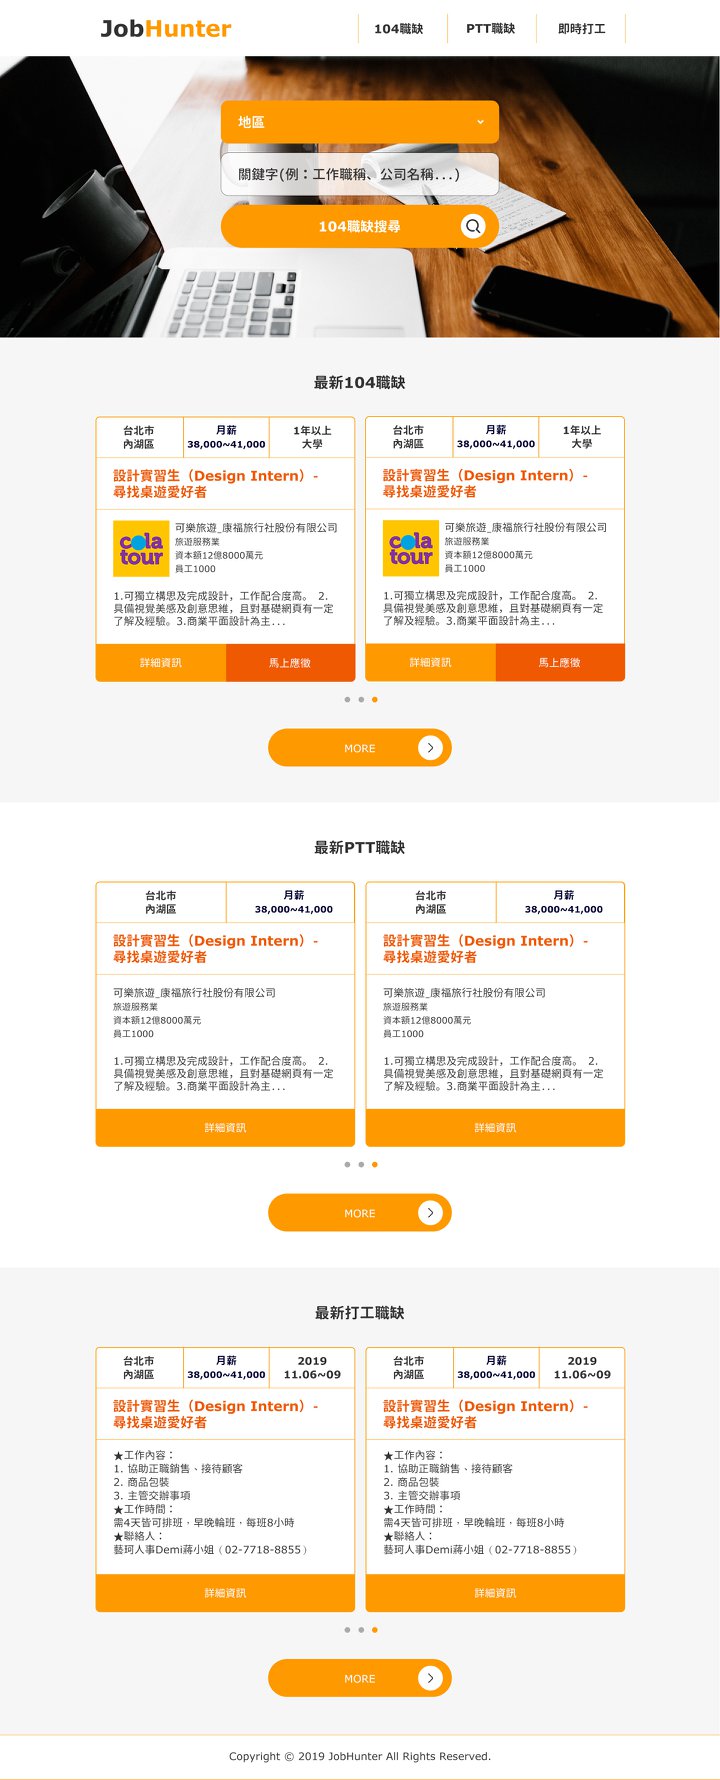 JobHunter
104職缺 PTT職缺 即時打工
地區
關鍵字(例：工作職稱、公司名稱...)
104職缺搜尋
最新104職缺
台北市 月薪 1年以上
內湖區 38,000~41,000 大學
設計實習生（Design Intern）-
尋找桌遊愛好者
cola
tour
可樂旅遊_康福旅行社股份有限公司
旅遊服務業
資本額12億8000萬元
員工1000
1.可獨立構思及完成設計，工作配合度高。 2.
具備視覺美感及創意思維，且對基礎網頁有一定
了解及經驗。3.商業平面設計為主...
詳細資訊 馬上應徵
台北市 月薪 1年以上
內湖區 38,000~41,000 大學
設計實習生（Design Intern）-
尋找桌遊愛好者
cola
tour
可樂旅遊_康福旅行社股份有限公司
旅遊服務業
資本額12億8000萬元
員工1000
1.可獨立構思及完成設計，工作配合度高。 2.
具備視覺美感及創意思維，且對基礎網頁有一定
了解及經驗。3.商業平面設計為主...
詳細資訊 馬上應徵
MORE
最新PTT職缺
台北市 月薪
內湖區 38,000~41,000
設計實習生（Design Intern）-
尋找桌遊愛好者
可樂旅遊_康福旅行社股份有限公司
旅遊服務業
資本額12億8000萬元
員工1000
1.可獨立構思及完成設計，工作配合度高。 2.
具備視覺美感及創意思維，且對基礎網頁有一定
了解及經驗。3.商業平面設計為主...
詳細資訊
台北市 月薪
內湖區 38,000~41,000
設計實習生（Design Intern）-
尋找桌遊愛好者
可樂旅遊_康福旅行社股份有限公司
旅遊服務業
資本額12億8000萬元
員工1000
1.可獨立構思及完成設計，工作配合度高。 2.
具備視覺美感及創意思維，且對基礎網頁有一定
了解及經驗。3.商業平面設計為主...
詳細資訊
MORE
最新打工職缺
台北市 月薪 2019
內湖區 38,000~41,000 11.06~09
設計實習生（Design Intern）-
尋找桌遊愛好者
★工作內容：
1. 協助正職銷售、接待顧客
2. 商品包裝
3. 主管交辦事項
★工作時間：
需4天皆可排班，早晚輪班，每班8小時
★聯絡人：
藝珂人事Demi蔣小姐（02-7718-8855）
詳細資訊
台北市 月薪 2019
內湖區 38,000~41,000 11.06~09
設計實習生（Design Intern）-
尋找桌遊愛好者
★工作內容：
1. 協助正職銷售、接待顧客
2. 商品包裝
3. 主管交辦事項
★工作時間：
需4天皆可排班，早晚輪班，每班8小時
★聯絡人：
藝珂人事Demi蔣小姐（02-7718-8855）
詳細資訊
MORE
Copyright © 2019 JobHunter All Rights Reserved.